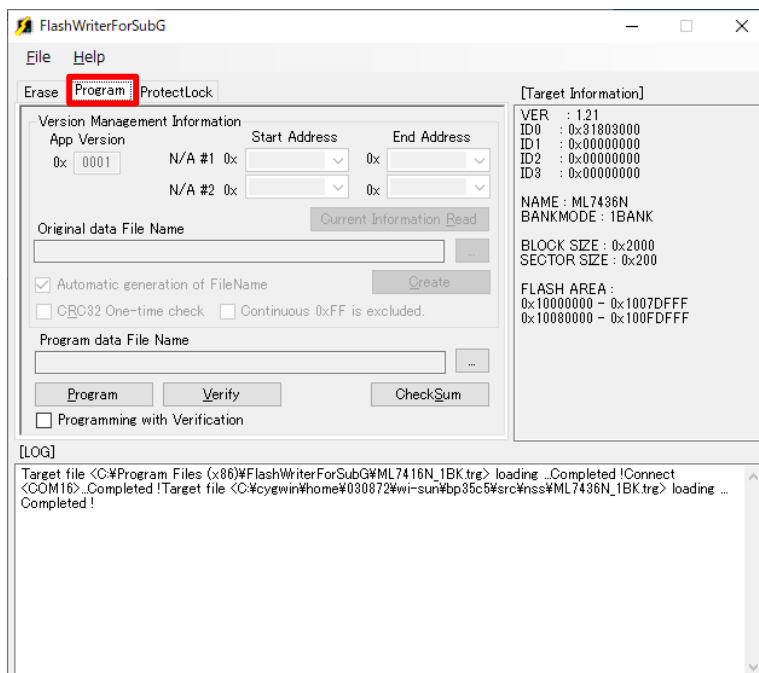 FlashWriterForSubG
File Help
Erase Program ProtectLock
Version Management Information
App Version Start Address End Address
0x 0001 N/A #1 0x 0x
N/A #2 0x 0x
Current Information Read
Original data File Name
...
Automatic generation of FileName Create
CRC32 One-time check Continuous 0xFF is excluded.
Program data File Name
...
Program Verify CheckSum
Programming with Verification
[Target Information]
VER : 1.21
ID0 : 0x31803000
ID1 : 0x00000000
ID2 : 0x00000000
ID3 : 0x00000000
NAME : ML7436N
BANKMODE : 1BANK
BLOCK SIZE : 0x2000
SECTOR SIZE : 0x200
FLASH AREA :
0x10000000 - 0x1007DFFF
0x10080000 - 0x100FDFFF
[LOG]
Target file <C:¥Program Files (x86)¥FlashWriterForSubG¥ML7416N_1BK.trg> loading ...Completed !Connect
<COM16>...Completed !Target file <C:¥cygwin¥home¥030872¥wi-sun¥bp35c5¥src¥nss¥ML7436N_1BK.trg> loading ...
Completed !